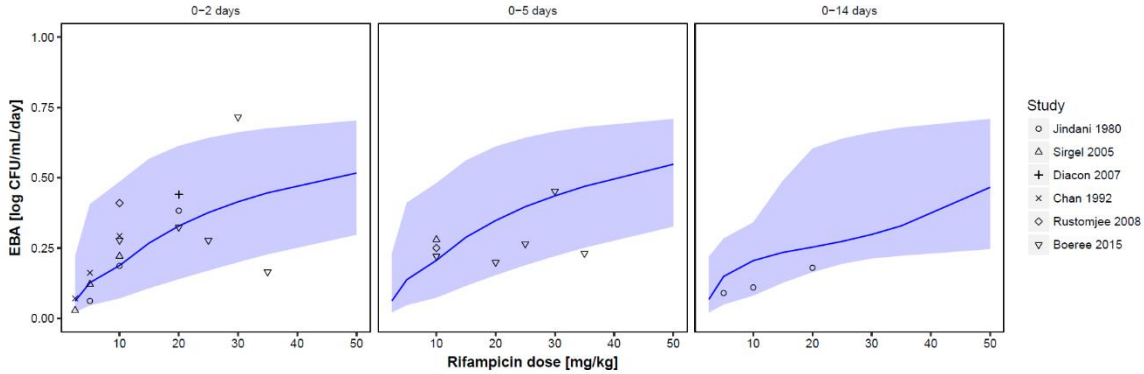 0−2 days
0−5 days
0−14 days
EBA [log CFU/mL/day]
1.00
0.75
0.50
0.25
0.00
10 20 30 40 50
10 20 30 40 50
10 20 30 40 50
Rifampicin dose [mg/kg]
Study
Jindani 1980
Sirgel 2005
Diacon 2007
Chan 1992
Rustomjee 2008
Boeree 2015